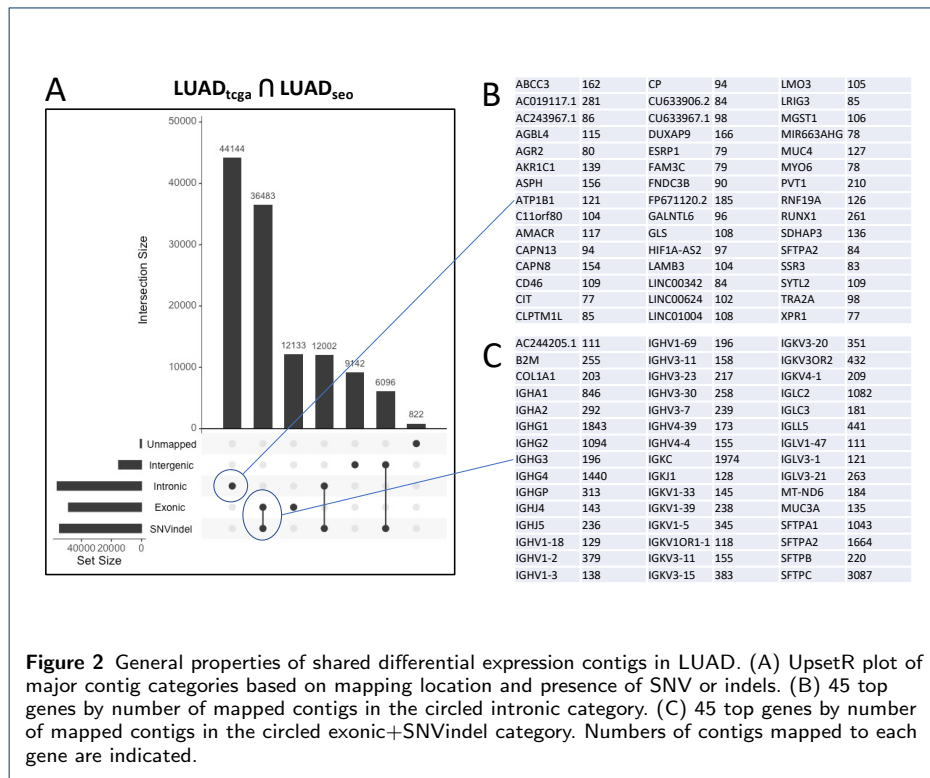 A
LUADtcga ⋂ LUADseo
50000
44144
40000
36483
30000
20000
12133
12002
10000
9142
6096
822
0
Intersection Size
Unmapped
Intergenic
Intronic
Exonic
SNVindel
40000 20000 0
Set Size
B
ABCC3 162 CP 94 LMO3 105
AC019117.1 281 CU633906.2 84 LRIG3 85
AC243967.1 86 CU633967.1 98 MGST1 106
AGBL4 115 DUXAP9 166 MIR663AHG 78
AGR2 80 ESRP1 79 MUC4 127
AKR1C1 139 FAM3C 79 MYO6 78
ASPH 156 FNDC3B 90 PVT1 210
ATP1B1 121 FP671120.2 185 RNF19A 126
C11orf80 104 GALNTL6 96 RUNX1 261
AMACR 117 GLS 108 SDHAP3 136
CAPN13 94 HIF1A-AS2 97 SFTPA2 84
CAPN8 154 LAMB3 104 SSR3 83
CD46 109 LINC00342 84 SYTL2 109
CIT 77 LINC00624 102 TRA2A 98
CLPTM1L 85 LINC01004 108 XPR1 77
C
AC244205.1 111 IGHV1-69 196 IGKV3-20 351
B2M 255 IGHV3-11 158 IGKV3OR2 432
COL1A1 203 IGHV3-23 217 IGKV4-1 209
IGHA1 846 IGHV3-30 258 IGLC2 1082
IGHA2 292 IGHV3-7 239 IGLC3 181
IGHG1 1843 IGHV4-39 173 IGLL5 441
IGHG2 1094 IGHV4-4 155 IGLV1-47 111
IGHG3 196 IGKC 1974 IGLV3-1 121
IGHG4 1440 IGKJ1 128 IGLV3-21 263
IGHGP 313 IGKV1-33 145 MT-ND6 184
IGHJ4 143 IGKV1-39 238 MUC3A 135
IGHJ5 236 IGKV1-5 345 SFTPA1 1043
IGHV1-18 129 IGKV1OR1-1 118 SFTPA2 1664
IGHV1-2 379 IGKV3-11 155 SFTPB 220
IGHV1-3 138 IGKV3-15 383 SFTPC 3087
Figure 2 General properties of shared differential expression contigs in LUAD. (A) UpsetR plot of
major contig categories based on mapping location and presence of SNV or indels. (B) 45 top
genes by number of mapped contigs in the circled intronic category. (C) 45 top genes by number
of mapped contigs in the circled exonic+SNVindel category. Numbers of contigs mapped to each
gene are indicated.